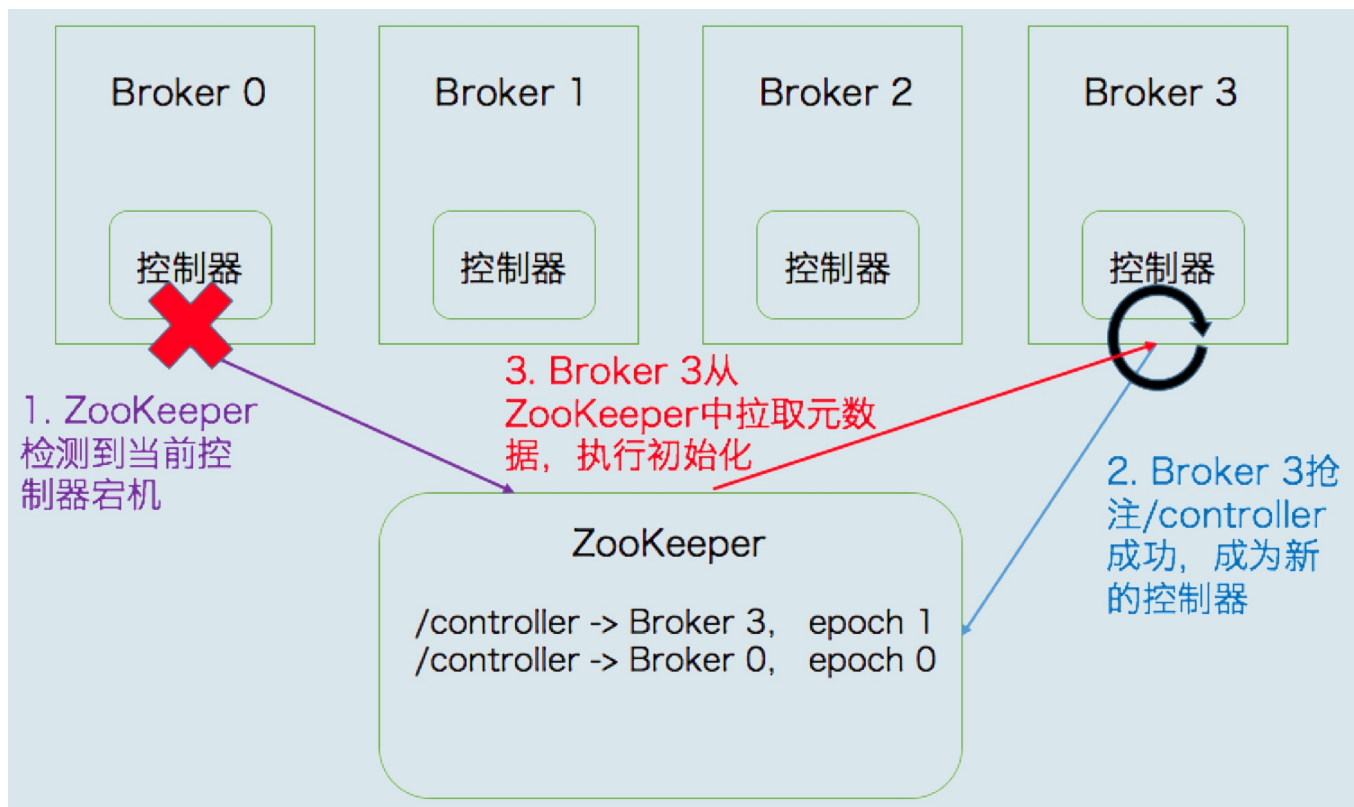 Broker 0
Broker 1
Broker 2
Broker 3
控制器
控制器
控制器
控制器
1. ZooKeeper
检测到当前控
制器宕机
3. Broker 3从
ZooKeeper中拉取元数
据，执行初始化
2. Broker 3抢
注/controller
成功，成为新
的控制器
ZooKeeper
/controller -> Broker 3, epoch 1
/controller -> Broker 0, epoch 0